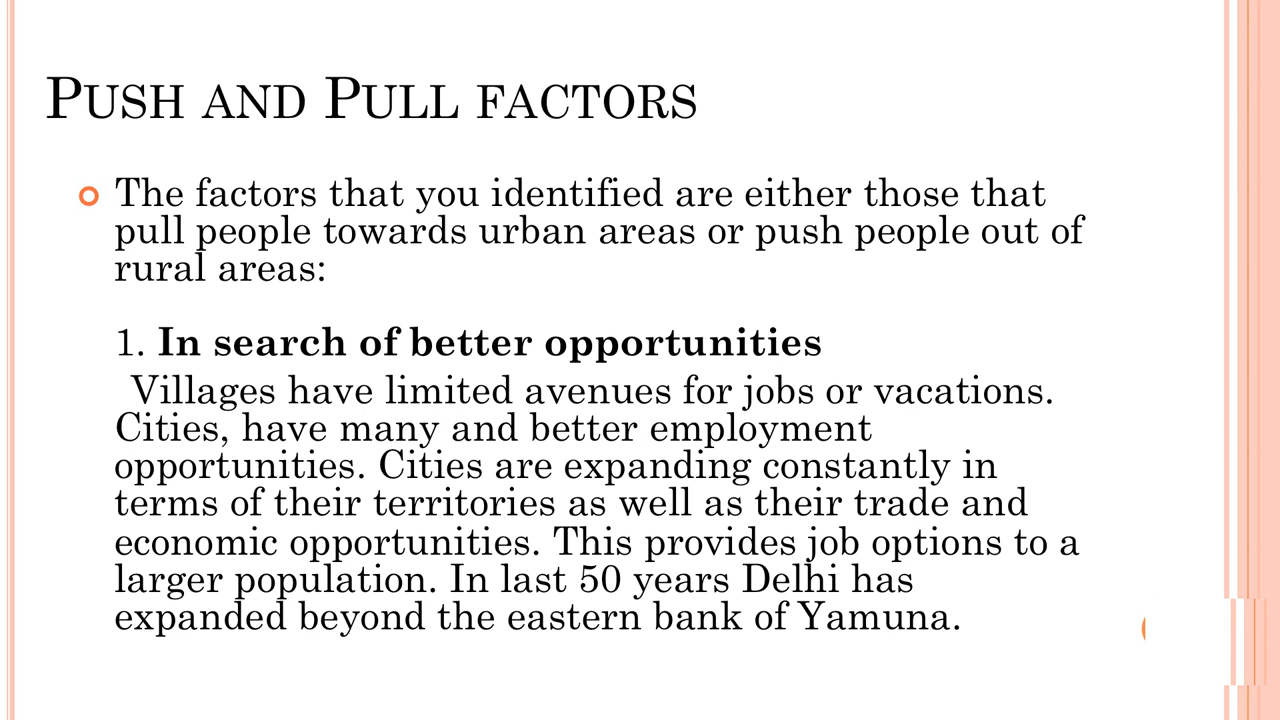 Push and Pull factors
The factors that you identified are either those that
pull people towards urban areas or push people out of
rural areas:
1. In search of better opportunities
Villages have limited avenues for jobs or vacations.
Cities, have many and better employment
opportunities. Cities are expanding constantly in
terms of their territories as well as their trade and
economic opportunities. This provides job options to a
larger population. In last 50 years Delhi has
expanded beyond the eastern bank of Yamuna.